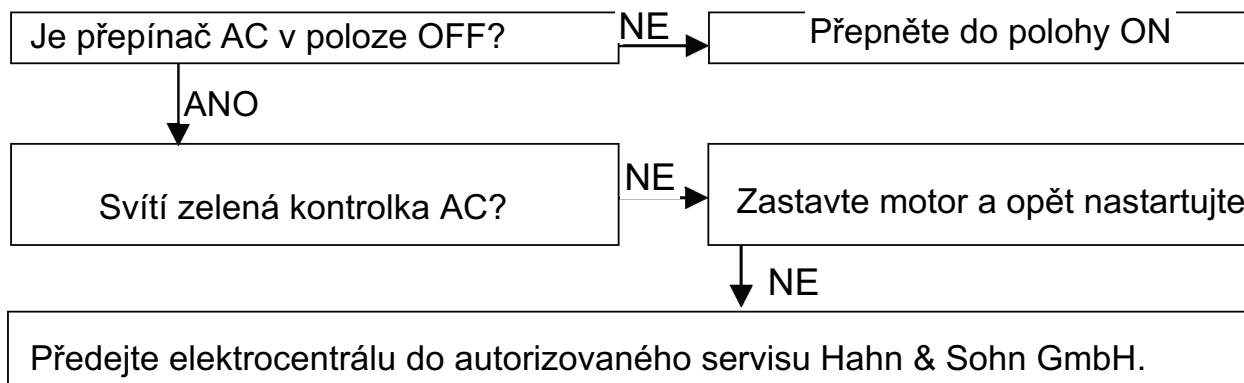 Je přepínač AC v poloze OFF?
NE
Přepněte do polohy ON
ANO
Svítí zelená kontrolka AC?
NE
Zastavte motor a opět nastartujte
NE
Předejte elektrocentrálu do autorizovaného servisu Hahn & Sohn GmbH.